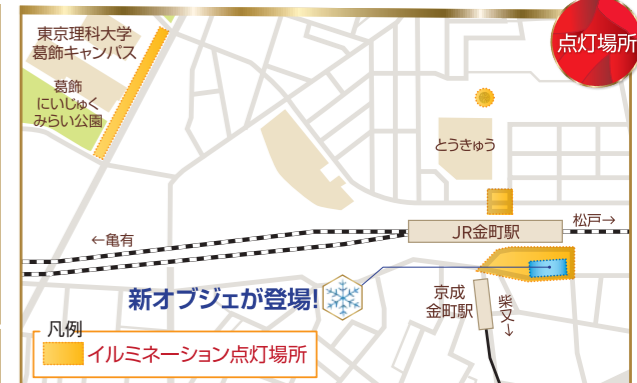 東京理科大学
葛飾キャンパス
点灯場所
葛飾
にいじゅく
みらい公園
とうきゅう
松戸→
JR金町駅
←亀有
新オブジェが登場!
京成
金町駅
柴又→
凡例
イルミネーション点灯場所